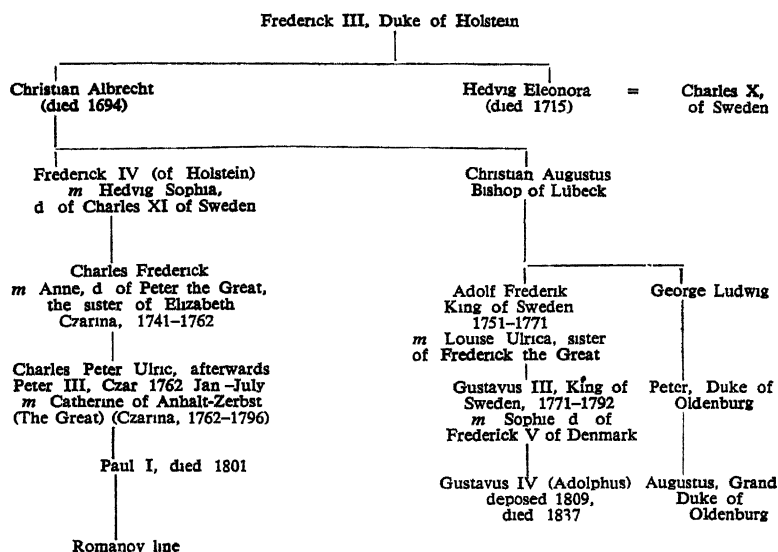 Frederick III, Duke of Holstein
Christian Albrecht
(died 1694)
Hedvig Eleonora
(died 1715)
=
Charles X,
of Sweden
Frederick IV (of Holstein)
m Hedvig Sophia,
d of Charles XI of Sweden
Christian Augustus
Bishop of Lübeck
Charles Frederick
m Anne, d of Peter the Great,
the sister of Elizabeth
Czarina, 1741–1762
Adolf Frederik
King of Sweden
1751–1771
m Louise Ulrica, sister
of Frederick the Great
George Ludwig
Charles Peter Ulric, afterwards
Peter III, Czar 1762 Jan–July
m Catherine of Anhalt-Zerbst
(The Great) (Czarina, 1762–1796)
Gustavus III, King of
Sweden, 1771–1792
m Sophie d of
Frederick V of Denmark
Peter, Duke of
Oldenburg
Paul I, died 1801
Gustavus IV (Adolphus)
deposed 1809,
died 1837
Augustus, Grand
Duke of
Oldenburg
Romanov line